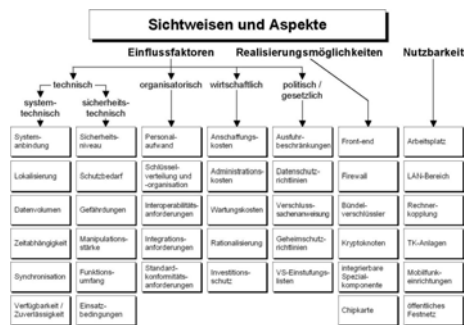 Sichtweisen und Aspekte
Einflussfaktoren
Realisierungsmöglichkeiten
Nutzbarkeit
technisch
organisatorisch
wirtschaftlich
politisch /
gesetzlich
system-
technisch
sicherheits-
technisch
System-
anbindung
Sicherheits-
niveau
Personal-
aufwand
Anschaffungs-
kosten
Ausfuhr-
beschränkungen
Front-end
Arbeitsplatz
Lokalisierung
Schutzbedarf
Schlüssel-
verteilung und
-organisation
Administrations-
kosten
Datenschutz-
richtlinien
Firewall
LAN-Bereich
Datenvolumen
Gefährdungen
Interoperabilitäts-
anforderungen
Wartungskosten
Verschluss-
sachenanweisung
Bündel-
verschlüssler
Rechner-
kopplung
Zeitabhängigkeit
Manipulations-
stärke
Integrations-
anforderungen
Rationalisierung
Geheimschutz-
richtlinien
Kryptoknoten
TK-Anlagen
Synchronisation
Funktions-
umfang
Standard-
konformitäts-
anforderungen
Investitions-
schutz
VS-Einstufungs-
listen
integrierbare
Spezial-
komponente
Mobilfunk-
einrichtungen
Verfügbarkeit /
Zuverlässigkeit
Einsatz-
bedingungen
Chipkarte
öffentliches
Festnetz